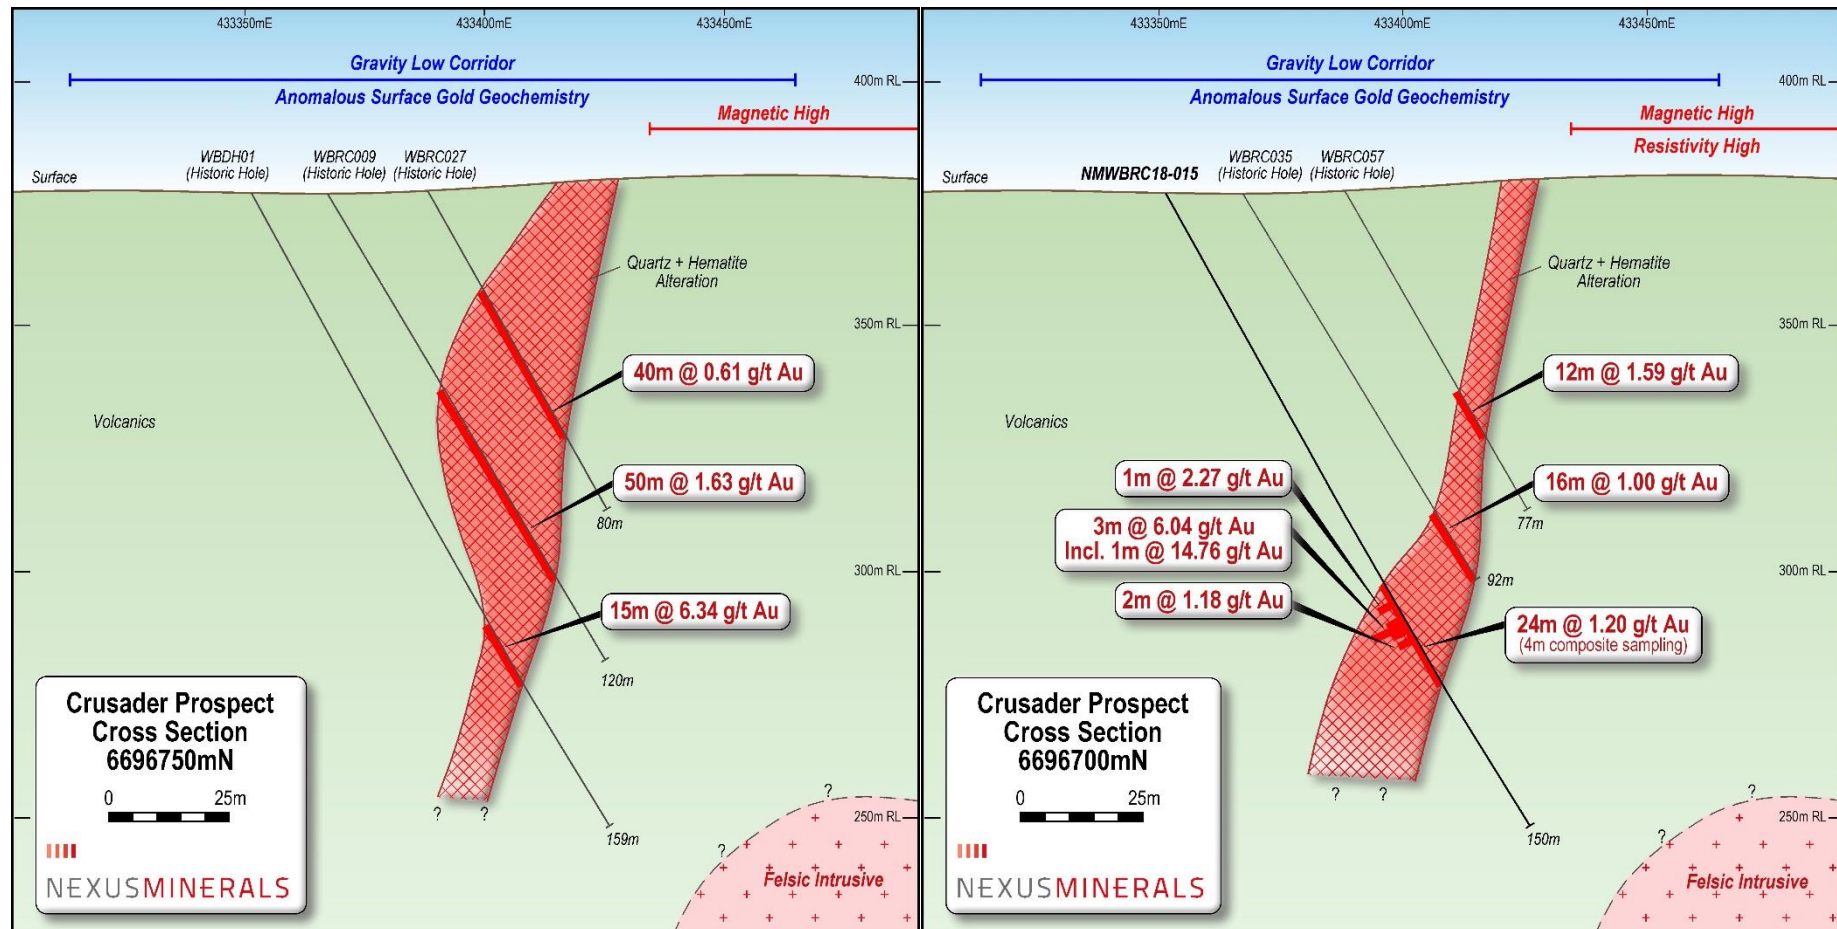 433350mE
433400mE
433450mE
Gravity Low Corridor
400m RL
Anomalous Surface Gold Geochemistry
Magnetic High
WBDH01
(Historic Hole)
WBRC009
(Historic Hole)
WBRC027
(Historic Hole)
Surface
Quartz + Hematite
Alteration
350m RL
40m @ 0.61 g/t Au
Volcanics
50m @ 1.63 g/t Au
80m
300m RL
15m @ 6.34 g/t Au
120m
Crusader Prospect
Cross Section
6696750mN
0 25m
? ?
?
250m RL
159m
?
Felsic Intrusive
NEXUSMINERALS
433350mE
433400mE
433450mE
Gravity Low Corridor
400m RL
Anomalous Surface Gold Geochemistry
Magnetic High
Resistivity High
NMWBRC18-015
WBRC035
(Historic Hole)
WBRC057
(Historic Hole)
Surface
Quartz + Hematite
Alteration
350m RL
12m @ 1.59 g/t Au
Volcanics
1m @ 2.27 g/t Au
16m @ 1.00 g/t Au
77m
3m @ 6.04 g/t Au
Incl. 1m @ 14.76 g/t Au
300m RL
92m
2m @ 1.18 g/t Au
24m @ 1.20 g/t Au
(4m composite sampling)
Crusader Prospect
Cross Section
6696700mN
0 25m
? ?
?
250m RL
150m
?
Felsic Intrusive
NEXUSMINERALS